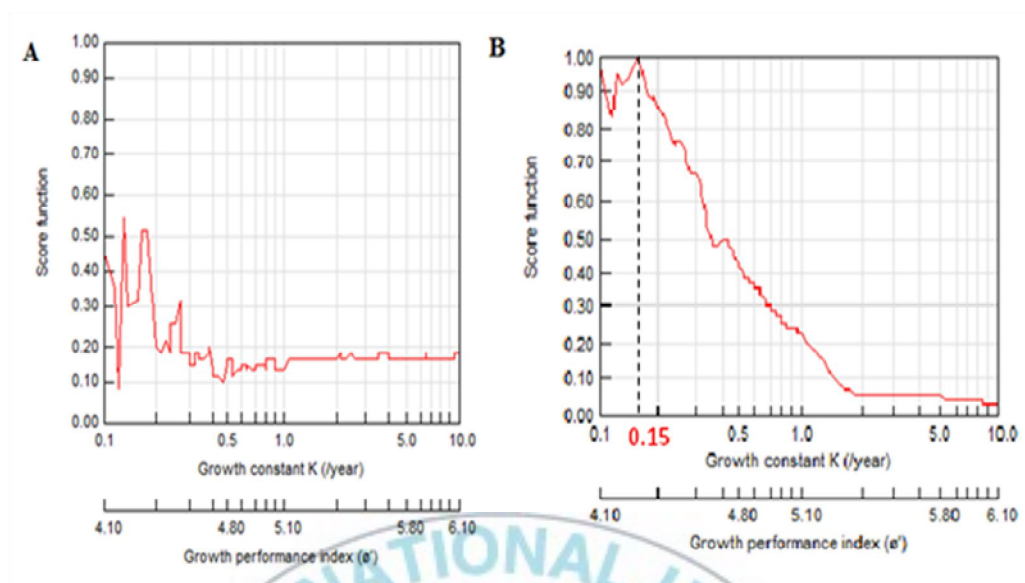 A
1.00
0.90
0.80
0.70
0.60
0.50
0.40
0.30
0.20
0.10
0.00
Score function
0.1 0.5 1.0 5.0 10.0
Growth constant K (/year)
4.10 4.80 5.10 5.80 6.10
Growth performance index (ø')
B
1.00
0.90
0.80
0.70
0.60
0.50
0.40
0.30
0.20
0.10
0.00
Score function
0.1 0.15 0.5 1.0 5.0 10.0
Growth constant K (/year)
4.10 4.80 5.10 5.80 6.10
Growth performance index (ø')
NATIONAL